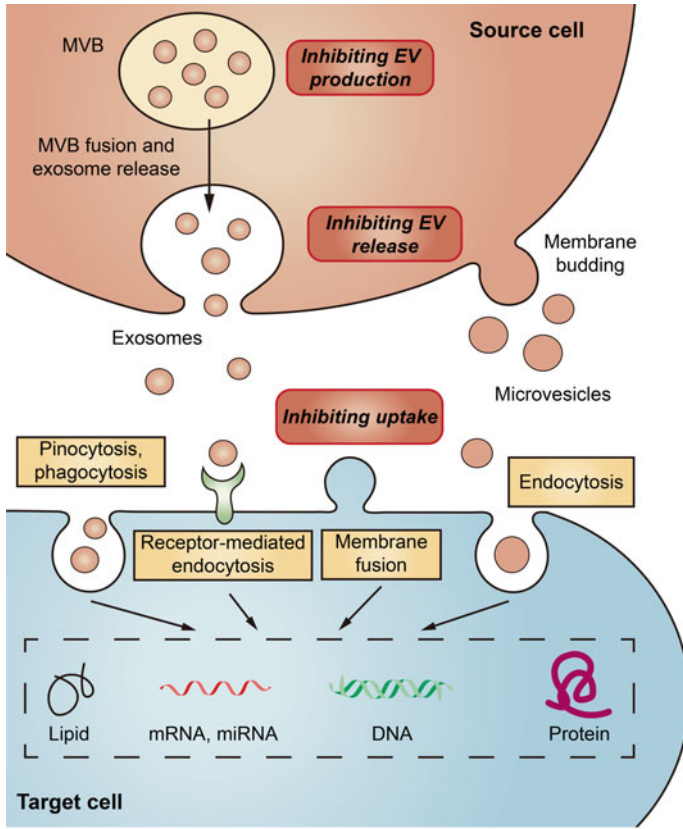 MVB
Inhibiting EV
production
Source cell
MVB fusion and
exosome release
Inhibiting EV
release
Membrane
budding
Exosomes
Microvesicles
Inhibiting uptake
Pinocytosis,
phagocytosis
Endocytosis
Receptor-mediated
endocytosis
Membrane
fusion
Lipid
mRNA, miRNA
DNA
Protein
Target cell